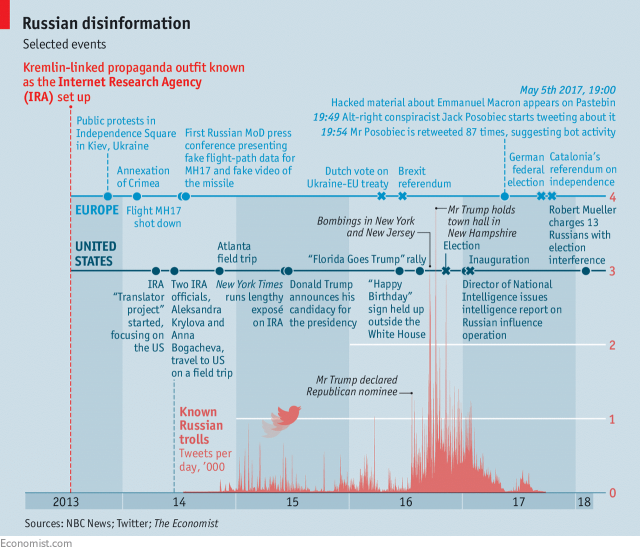 Russian disinformation
Selected events
Kremlin-linked propaganda outfit known
as the Internet Research Agency
(IRA) set up
May 5th 2017, 19:00
Hacked material about Emmanuel Macron appears on Pastebin
19:49 Alt-right conspiracist Jack Posobiec starts tweeting about it
19:54 Mr Posobiec is retweeted 87 times, suggesting bot activity
Public protests in
Independence Square
in Kiev, Ukraine
Annexation
of Crimea
First Russian MoD press
conference presenting
fake flight-path data for
MH17 and fake video of
the missile
Dutch vote on
Ukraine-EU treaty
Brexit
referendum
German
federal
election
Catalonia's
referendum on
independence
4
EUROPE
Flight MH17
shot down
Bombings in New York
and New Jersey
Mr Trump holds
town hall in
New Hampshire
Robert Mueller
charges 13
Russians with
election
interference
UNITED
STATES
Atlanta
field trip
"Florida Goes Trump" rally
Election
Inauguration
3
IRA
"Translator
project"
started,
focusing on
the US
Two IRA
officials,
Aleksandra
Krylova and
Anna
Bogacheva,
travel to US
on a field trip
New York Times
runs lengthy
exposé
on IRA
Donald Trump
announces his
candidacy for
the presidency
"Happy
Birthday"
sign held up
outside the
White House
Director of National
Intelligence issues
intelligence report on
Russian influence
operation
2
Mr Trump declared
Republican nominee
Known
Russian
trolls
Tweets per
day, '000
1
0
2013
14
15
16
17
18
Sources: NBC News; Twitter; The Economist
Economist.com